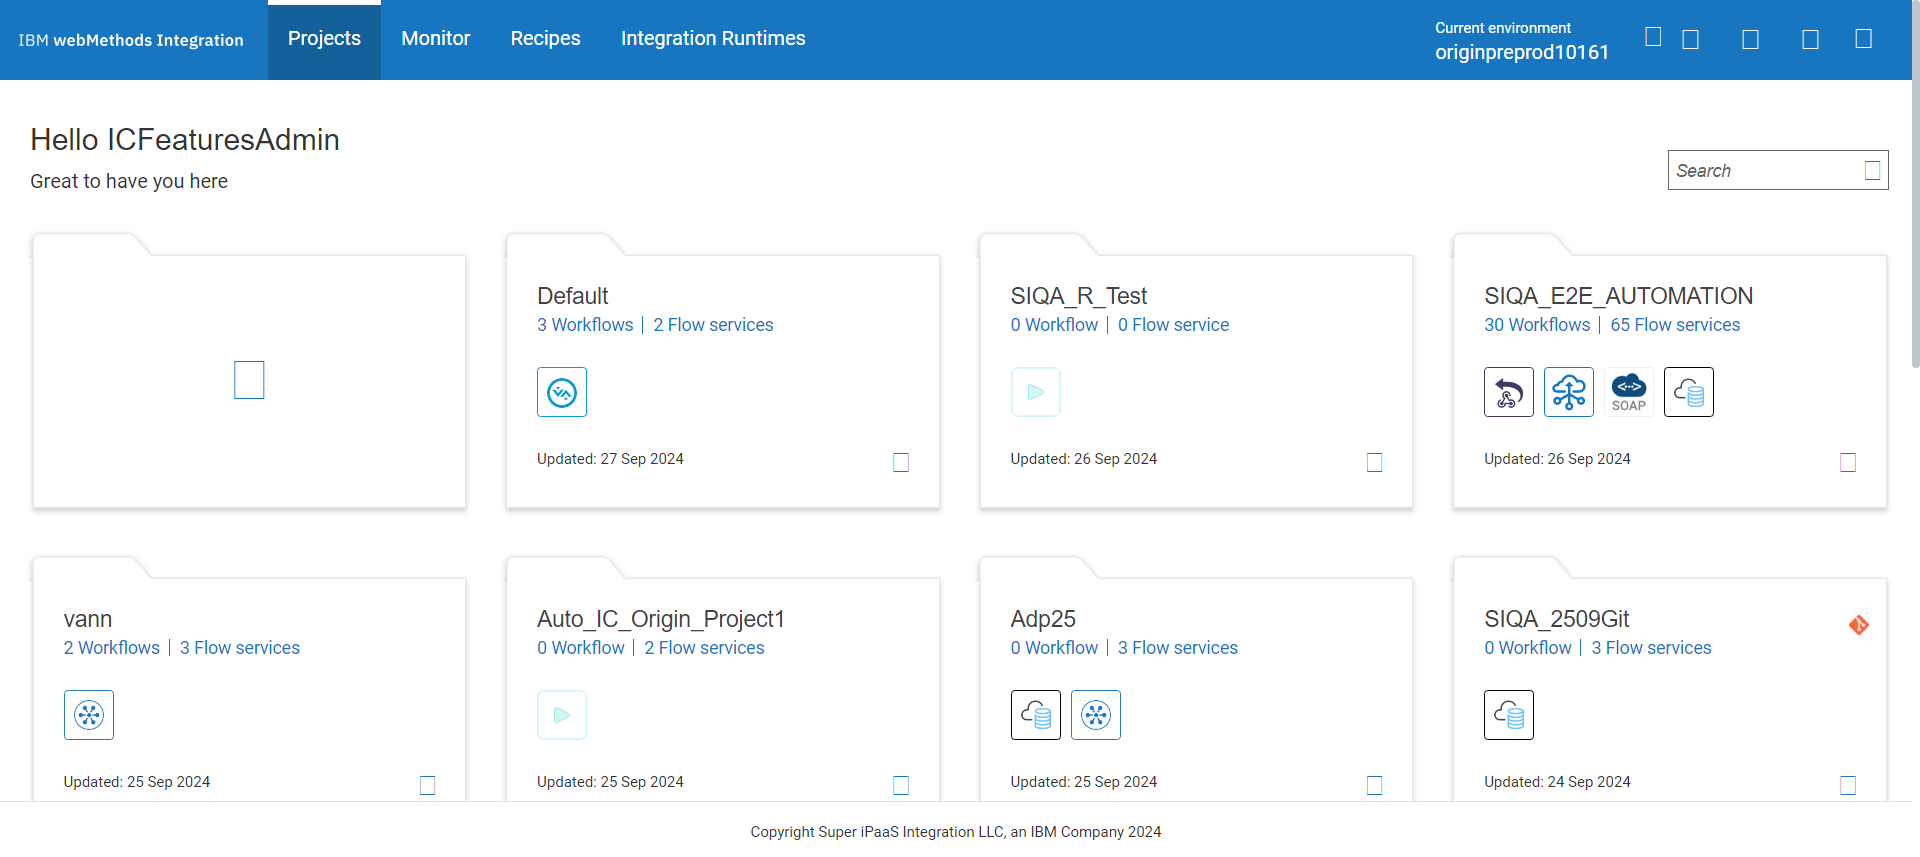 IBM webMethods Integration
Projects
Monitor
Recipes
Integration Runtimes
Current environment
originpreprod10161
Hello ICFeaturesAdmin
Great to have you here
Search
Default
3 Workflows | 2 Flow services
Updated: 27 Sep 2024
SIQA_R_Test
0 Workflow | 0 Flow service
Updated: 26 Sep 2024
SIQA_E2E_AUTOMATION
30 Workflows | 65 Flow services
SOAP
Updated: 26 Sep 2024
vann
2 Workflows | 3 Flow services
Updated: 25 Sep 2024
Auto_IC_Origin_Project1
0 Workflow | 2 Flow services
Updated: 25 Sep 2024
Adp25
0 Workflow | 3 Flow services
Updated: 25 Sep 2024
SIQA_2509Git
0 Workflow | 3 Flow services
Updated: 24 Sep 2024
Copyright Super iPaaS Integration LLC, an IBM Company 2024